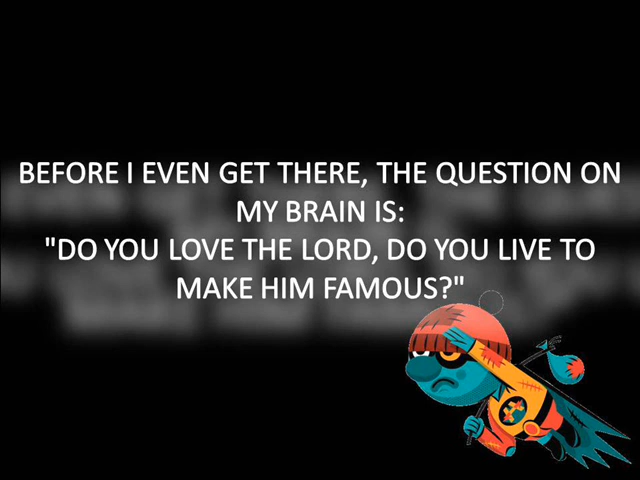 BEFORE I EVEN GET THERE, THE QUESTION ON
MY BRAIN IS:
"DO YOU LOVE THE LORD, DO YOU LIVE TO
MAKE HIM FAMOUS?"